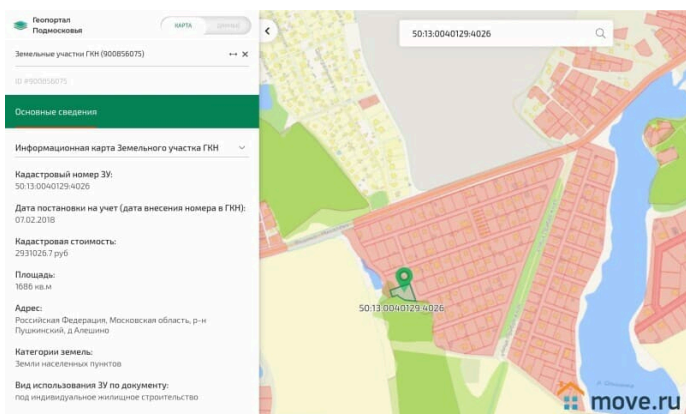 Геопортал
Подмосковья
КАРТА
Земельные участки ГКН (900856075)
ID #900856075
Основные сведения
Информационная карта Земельного участка ГКН
Кадастровый номер ЗУ:
50:13:0040129:4026
Дата постановки на учет (дата внесения номера в ГКН):
07.02.2018
Кадастровая стоимость:
2931026.7 руб
Площадь:
1686 кв.м
Адрес:
Российская Федерация, Московская область, р-н
Пушкинский, д Алешино
Категории земель:
Земли населенных пунктов
Вид использования ЗУ по документу:
под индивидуальное жилищное строительство
50:13:0040129:4026
50:13:0040129:4026
move.ru